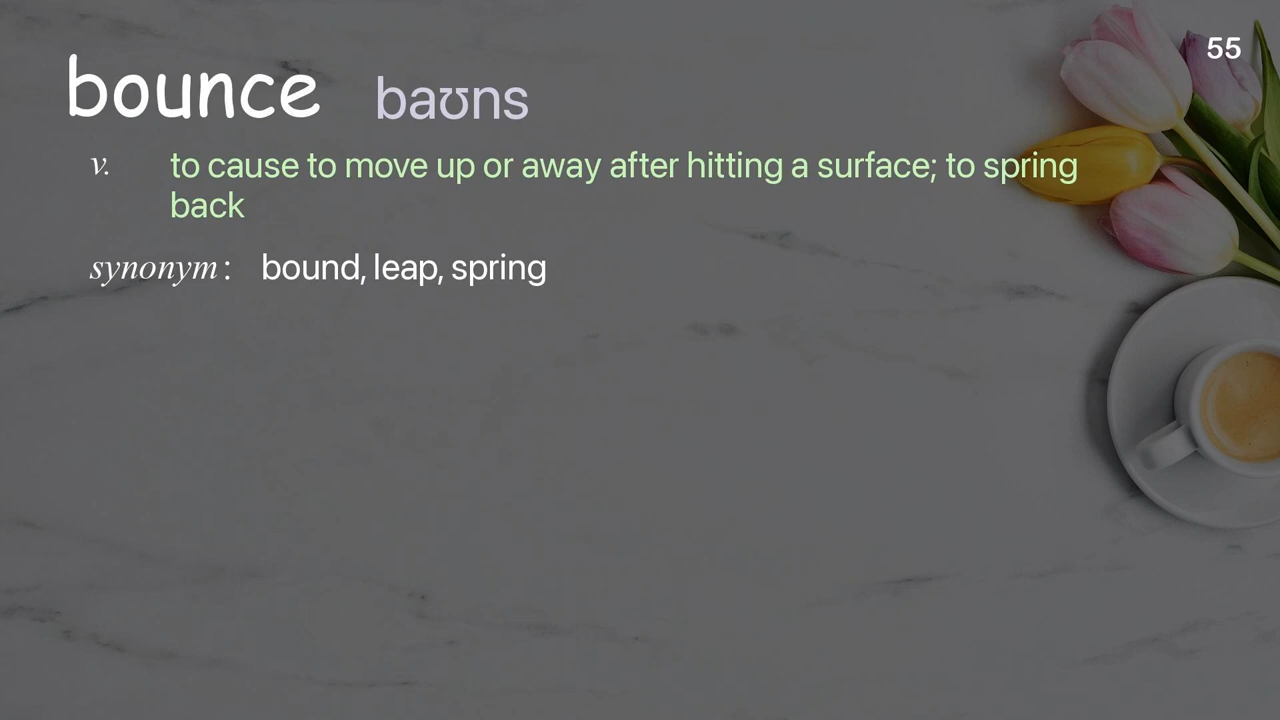 55
bounce baʊns
v. to cause to move up or away after hitting a surface; to spring
back
synonym: bound, leap, spring